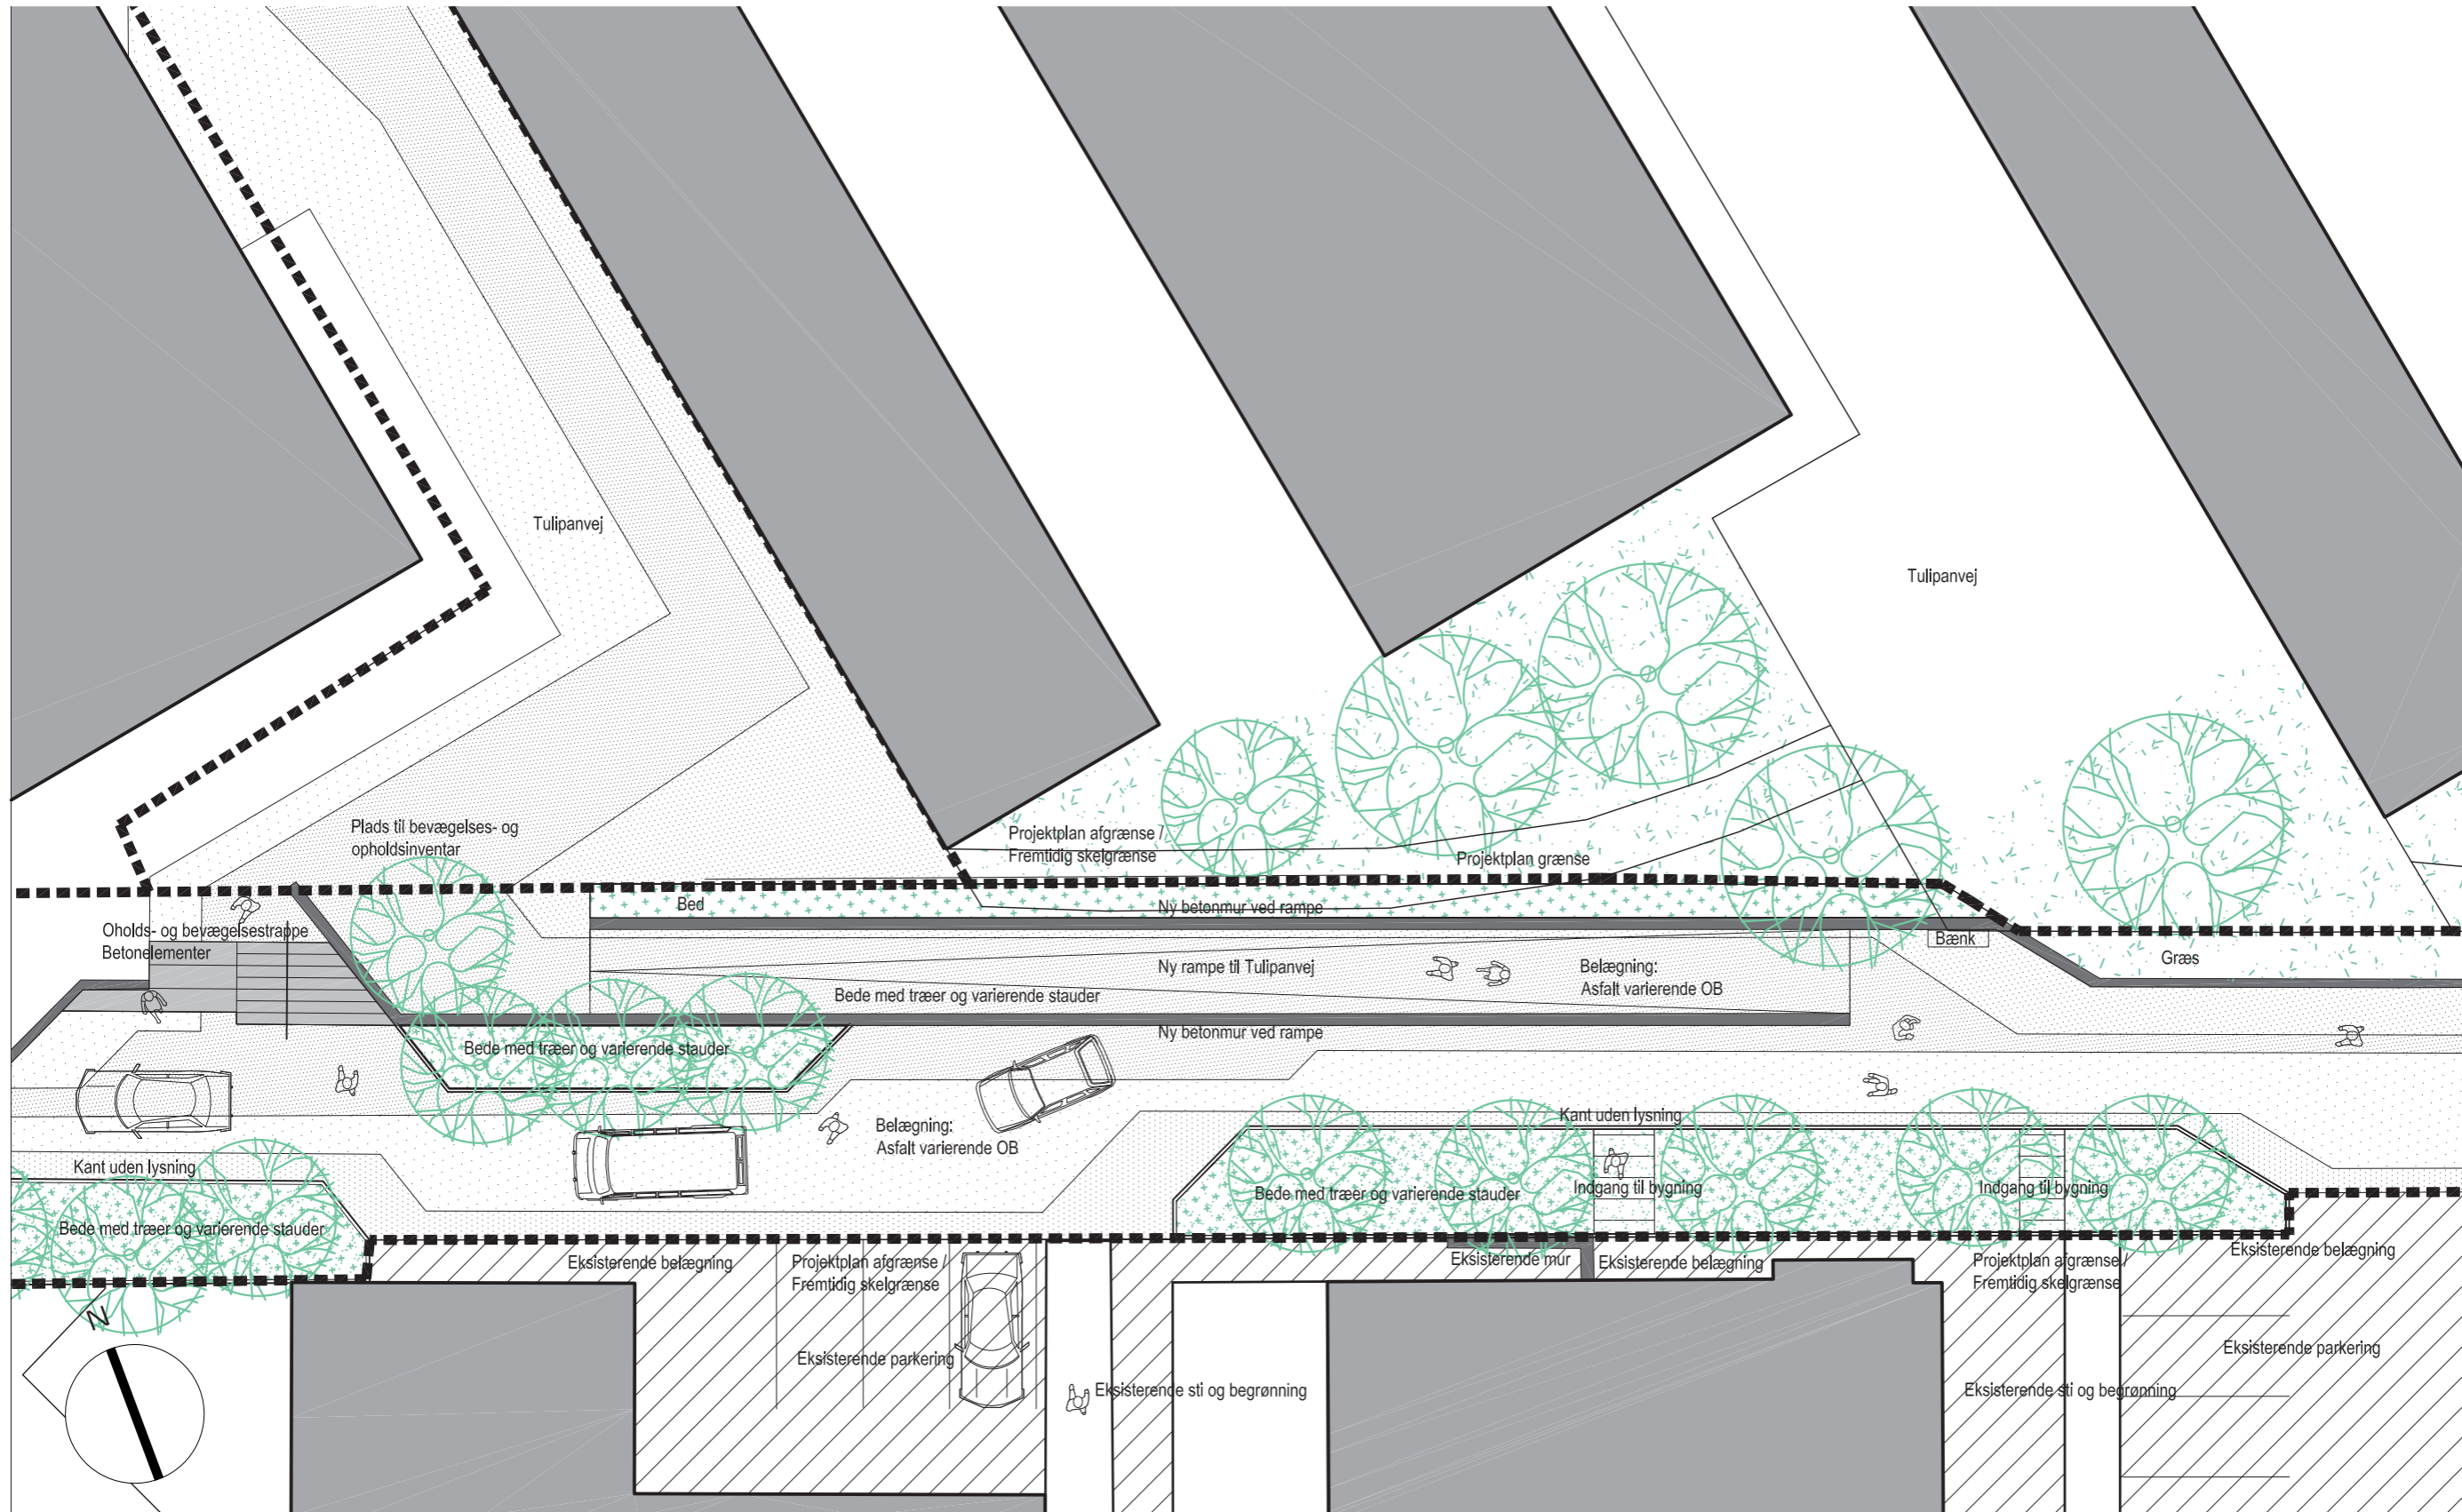 Tulipanvej
Tulipanvej
Plads til bevægelses- og
opholdsinventar
Projektplan afgrænse /
Fremtidig skelgrænse
Projektplan grænse
Bed
Ny betonmur ved rampe
Oholds- og bevægelsestrappe
Betonelementer
Bænk
Græs
Ny rampe til Tulipanvej
Belægning:
Asfalt varierende OB
Bede med træer og varierende stauder
Ny betonmur ved rampe
Bede med træer og varierende stauder
Kant uden lysning
Belægning:
Asfalt varierende OB
Kant uden lysning
Bede med træer og varierende stauder
Indgang til bygning
Indgang til bygning
Bede med træer og varierende stauder
Eksisterende belægning
Projektplan afgrænse /
Fremtidig skelgrænse
Eksisterende mur
Eksisterende belægning
Projektplan afgrænse /
Fremtidig skelgrænse
Eksisterende belægning
N
Eksisterende parkering
Eksisterende parkering
Eksisterende sti og begrønning
Eksisterende sti og begrønning